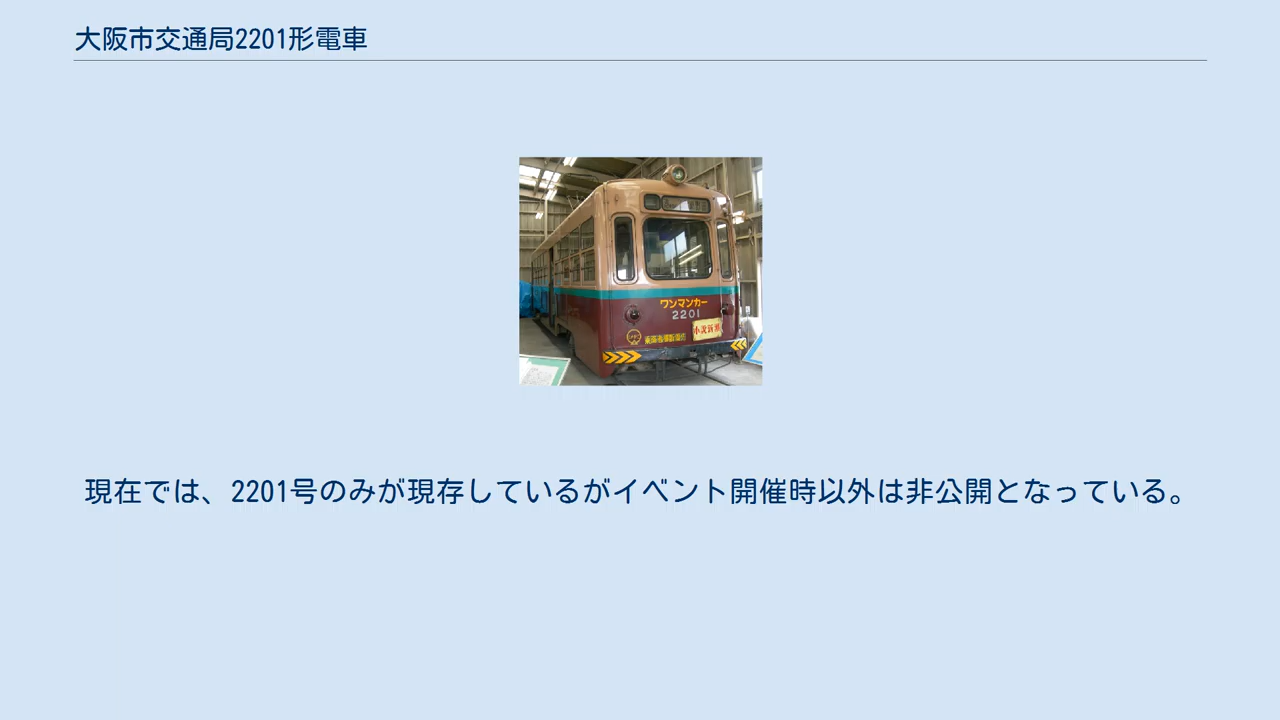 大阪市交通局2201形電車
ワンマンカー
2201
現在では、2201号のみが現存しているがイベント開催時以外は非公開となっている。